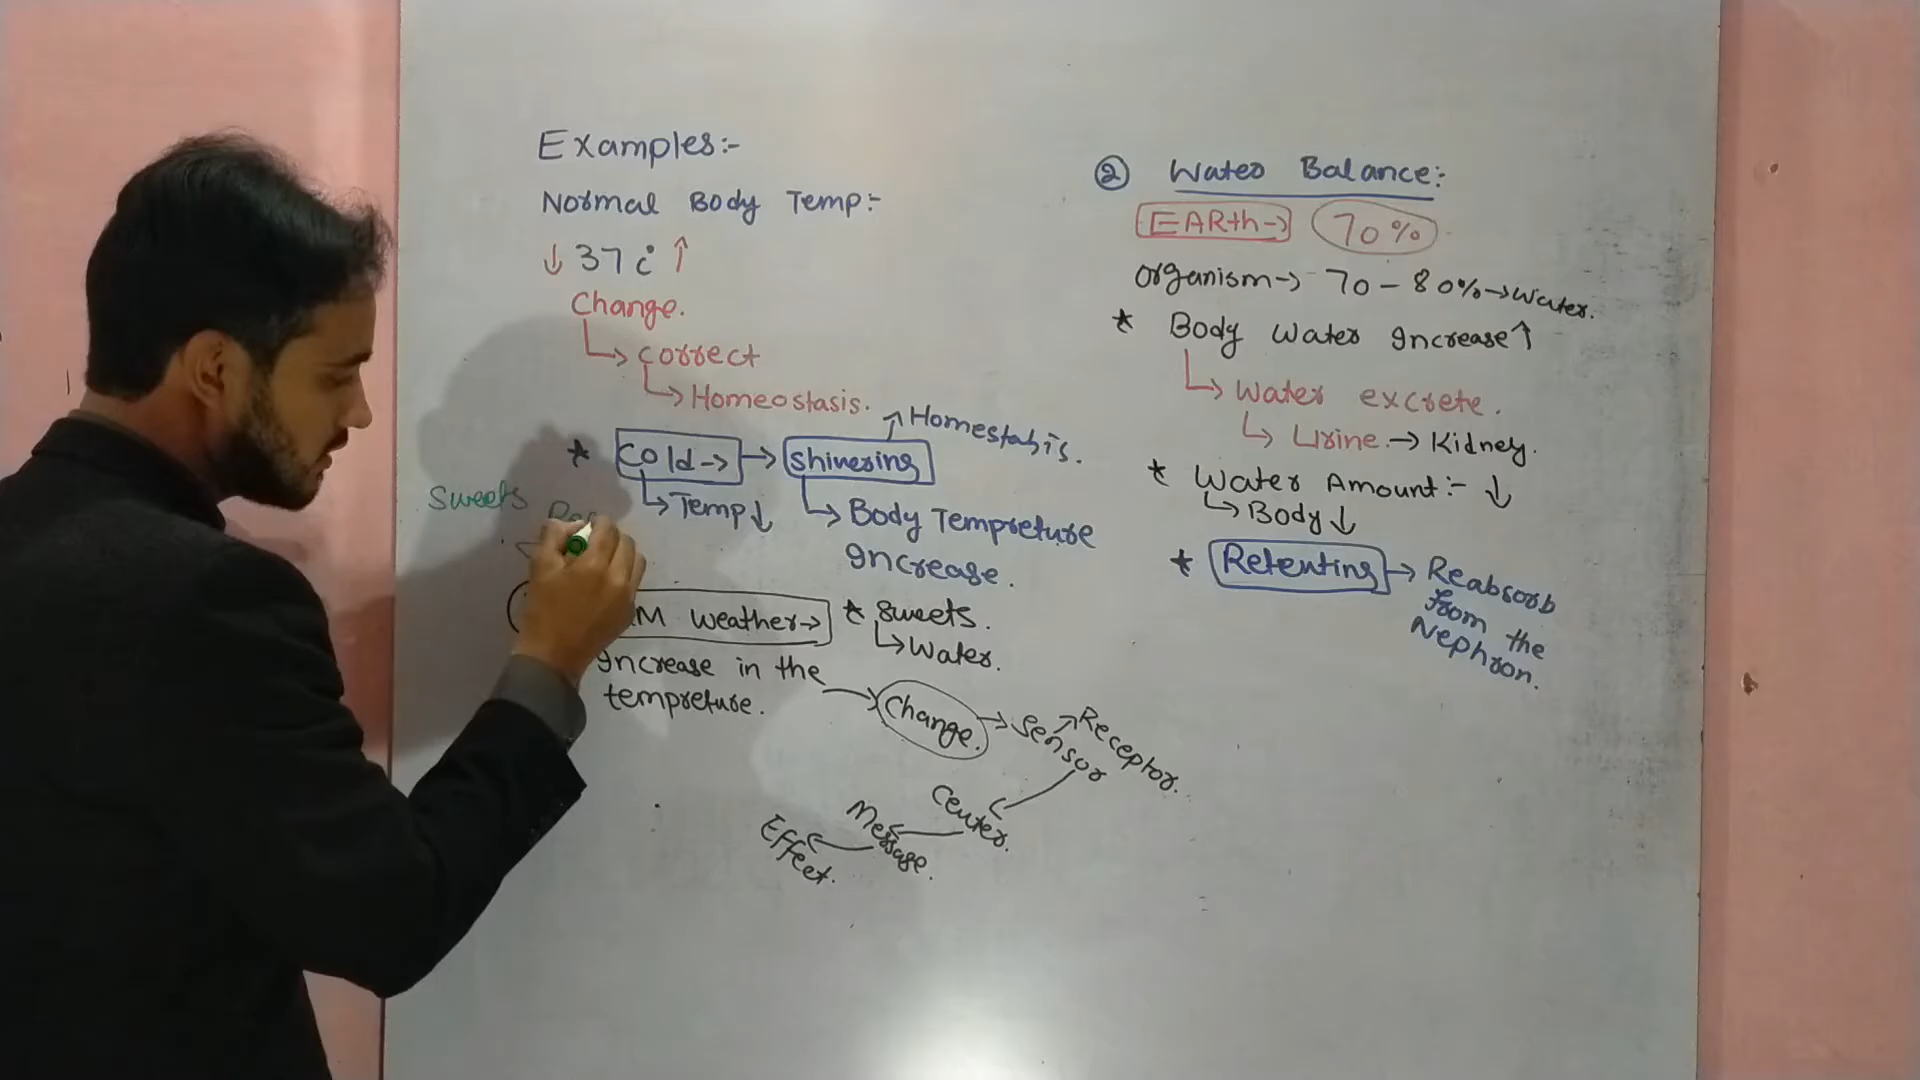 Examples:-
Normal Body Temp:-
↓ 37 c° ↑
Change.
↳ correct
↳ Homeostasis.
* Cold → → shivering ↗ Homestasis.
↳ Temp ↓
↳ Body Tempreture
Increase.
Sweets
M weather → * Sweets.
↳ Water.
Increase in the
tempreture. → Change. → Sensor ↗ Receptor.
Center.
Message.
Effect.
② Water Balance:
EARth → 70%
organism → 70 - 80% → water.
* Body Water Increase ↑
↳ Water excrete.
↳ Urine. → Kidney.
* Water Amount:- ↓
↳ Body ↓
* Retenting → Reabsorb
from the
Nephron.